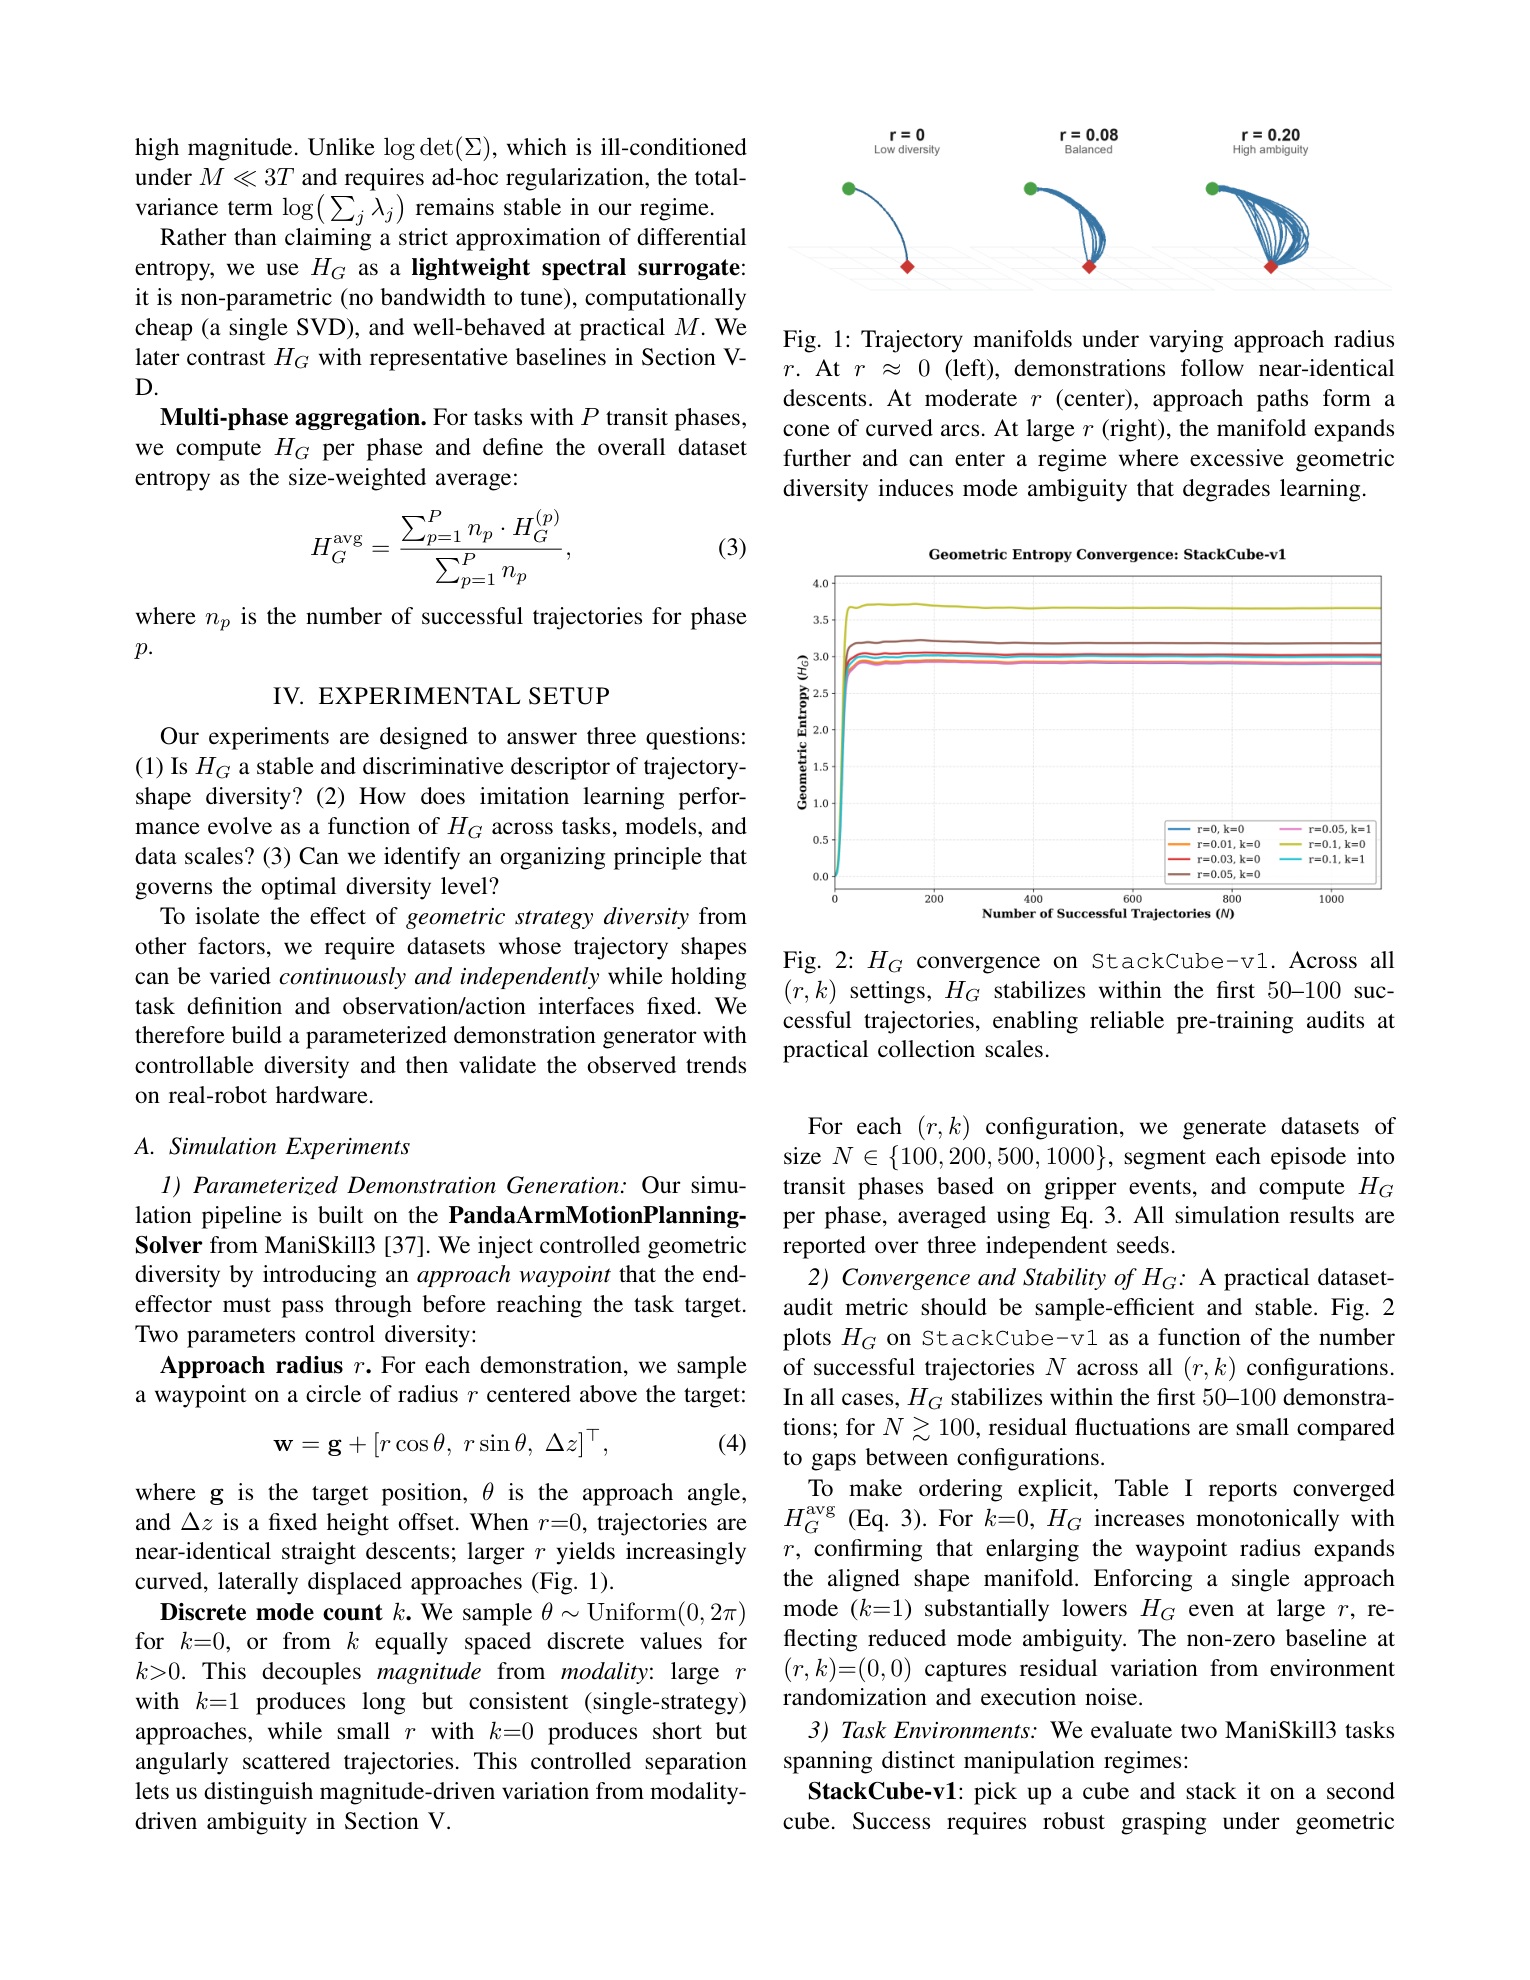 high magnitude. Unlike log det(Σ), which is ill-conditioned
under M ≪ 3T and requires ad-hoc regularization, the total-
variance term log(∑_j λ_j) remains stable in our regime.
Rather than claiming a strict approximation of differential
entropy, we use H_G as a lightweight spectral surrogate:
it is non-parametric (no bandwidth to tune), computationally
cheap (a single SVD), and well-behaved at practical M. We
later contrast H_G with representative baselines in Section V-
D.
Multi-phase aggregation. For tasks with P transit phases,
we compute H_G per phase and define the overall dataset
entropy as the size-weighted average:
H_G^avg = (∑_{p=1}^P n_p · H_G^(p)) / (∑_{p=1}^P n_p), (3)
where n_p is the number of successful trajectories for phase
p.
IV. EXPERIMENTAL SETUP
Our experiments are designed to answer three questions:
(1) Is H_G a stable and discriminative descriptor of trajectory-
shape diversity? (2) How does imitation learning perfor-
mance evolve as a function of H_G across tasks, models, and
data scales? (3) Can we identify an organizing principle that
governs the optimal diversity level?
To isolate the effect of geometric strategy diversity from
other factors, we require datasets whose trajectory shapes
can be varied continuously and independently while holding
task definition and observation/action interfaces fixed. We
therefore build a parameterized demonstration generator with
controllable diversity and then validate the observed trends
on real-robot hardware.
A. Simulation Experiments
1) Parameterized Demonstration Generation: Our simu-
lation pipeline is built on the PandaArmMotionPlanning-
Solver from ManiSkill3 [37]. We inject controlled geometric
diversity by introducing an approach waypoint that the end-
effector must pass through before reaching the task target.
Two parameters control diversity:
Approach radius r. For each demonstration, we sample
a waypoint on a circle of radius r centered above the target:
w = g + [r cos θ, r sin θ, Δz]^⊤, (4)
where g is the target position, θ is the approach angle,
and Δz is a fixed height offset. When r=0, trajectories are
near-identical straight descents; larger r yields increasingly
curved, laterally displaced approaches (Fig. 1).
Discrete mode count k. We sample θ ∼ Uniform(0, 2π)
for k=0, or from k equally spaced discrete values for
k>0. This decouples magnitude from modality: large r
with k=1 produces long but consistent (single-strategy)
approaches, while small r with k=0 produces short but
angularly scattered trajectories. This controlled separation
lets us distinguish magnitude-driven variation from modality-
driven ambiguity in Section V.
r = 0 r = 0.08 r = 0.20
Low diversity Balanced High ambiguity
Fig. 1: Trajectory manifolds under varying approach radius
r. At r ≈ 0 (left), demonstrations follow near-identical
descents. At moderate r (center), approach paths form a
cone of curved arcs. At large r (right), the manifold expands
further and can enter a regime where excessive geometric
diversity induces mode ambiguity that degrades learning.
Geometric Entropy Convergence: StackCube-v1
Geometric Entropy (H_G)
4.0
3.5
3.0
2.5
2.0
1.5
1.0
0.5
0.0
r=0, k=0 r=0.05, k=1
r=0.01, k=0 r=0.1, k=0
r=0.03, k=0 r=0.1, k=1
r=0.05, k=0
0 200 400 600 800 1000
Number of Successful Trajectories (N)
Fig. 2: H_G convergence on StackCube-v1. Across all
(r, k) settings, H_G stabilizes within the first 50–100 suc-
cessful trajectories, enabling reliable pre-training audits at
practical collection scales.
For each (r, k) configuration, we generate datasets of
size N ∈ {100, 200, 500, 1000}, segment each episode into
transit phases based on gripper events, and compute H_G
per phase, averaged using Eq. 3. All simulation results are
reported over three independent seeds.
2) Convergence and Stability of H_G: A practical dataset-
audit metric should be sample-efficient and stable. Fig. 2
plots H_G on StackCube-v1 as a function of the number
of successful trajectories N across all (r, k) configurations.
In all cases, H_G stabilizes within the first 50–100 demonstra-
tions; for N ≳ 100, residual fluctuations are small compared
to gaps between configurations.
To make ordering explicit, Table I reports converged
H_G^avg (Eq. 3). For k=0, H_G increases monotonically with
r, confirming that enlarging the waypoint radius expands
the aligned shape manifold. Enforcing a single approach
mode (k=1) substantially lowers H_G even at large r, re-
flecting reduced mode ambiguity. The non-zero baseline at
(r, k)=(0, 0) captures residual variation from environment
randomization and execution noise.
3) Task Environments: We evaluate two ManiSkill3 tasks
spanning distinct manipulation regimes:
StackCube-v1: pick up a cube and stack it on a second
cube. Success requires robust grasping under geometric